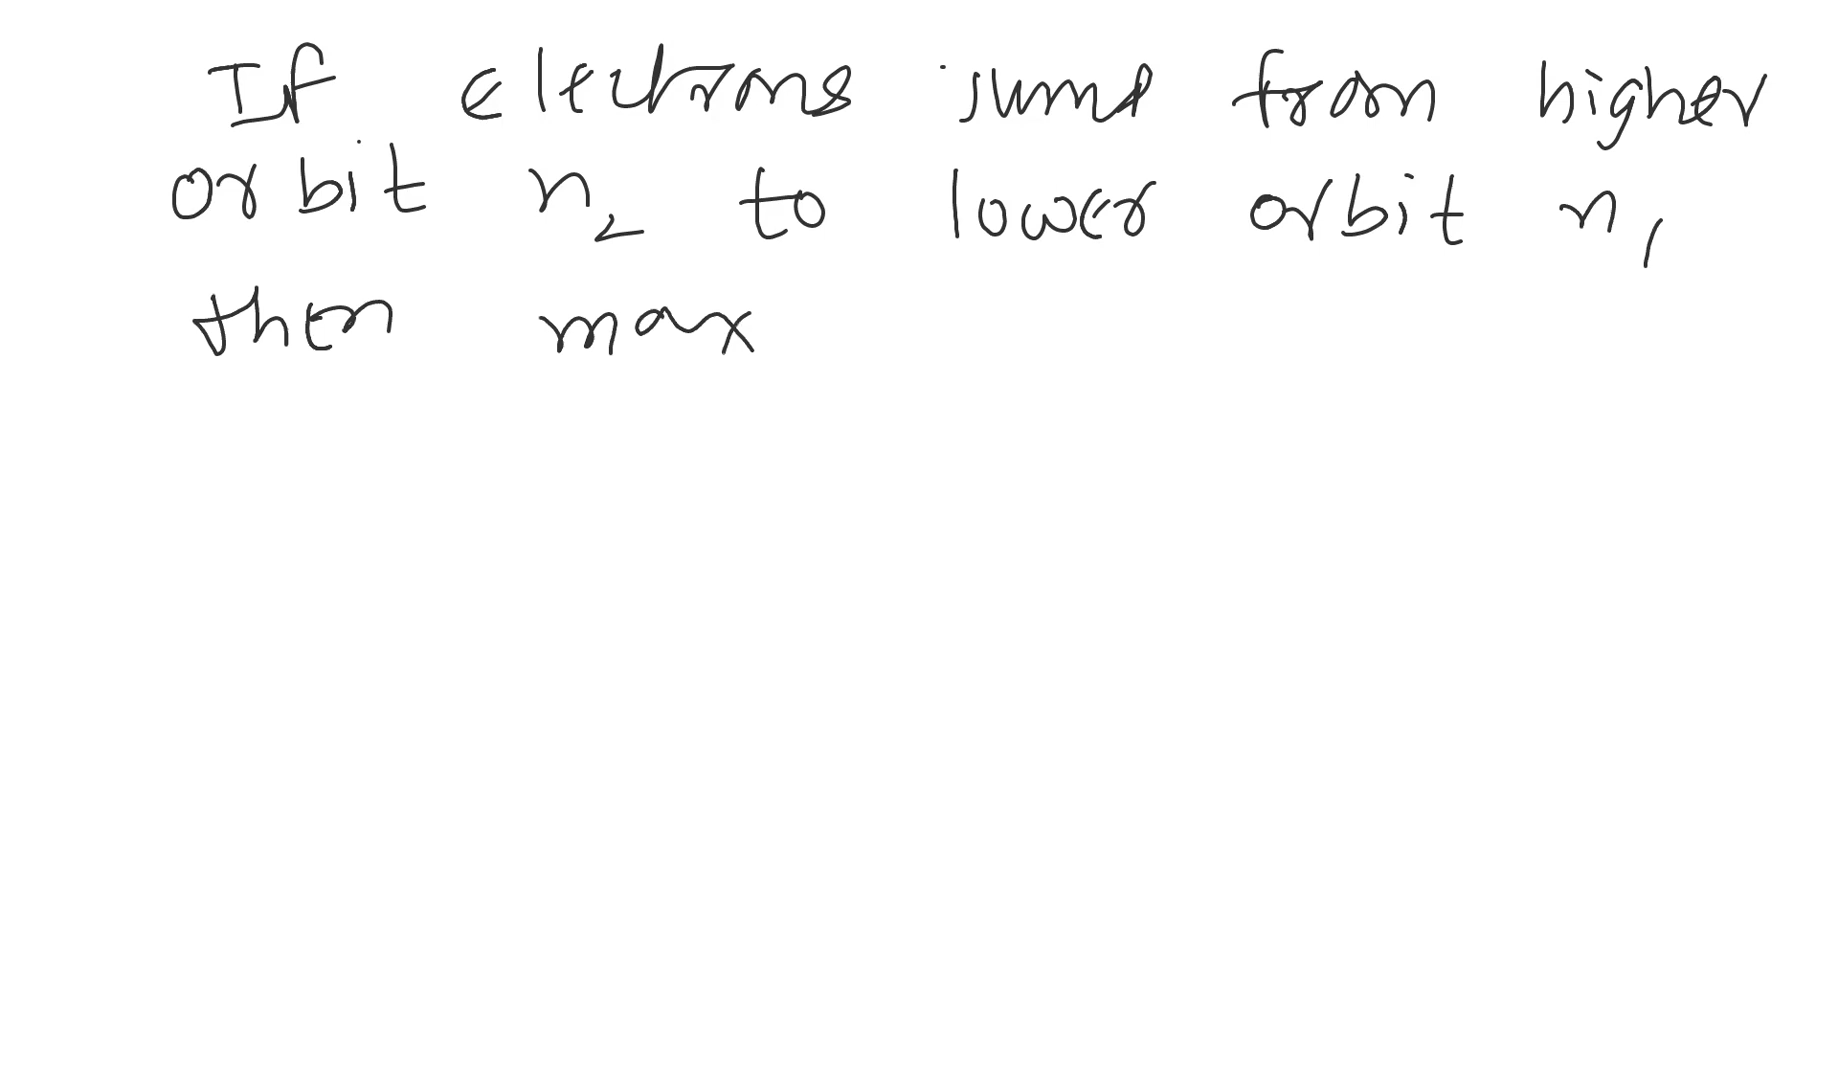 If electrons jump from higher
orbit n₂ to lower orbit n₁
then max